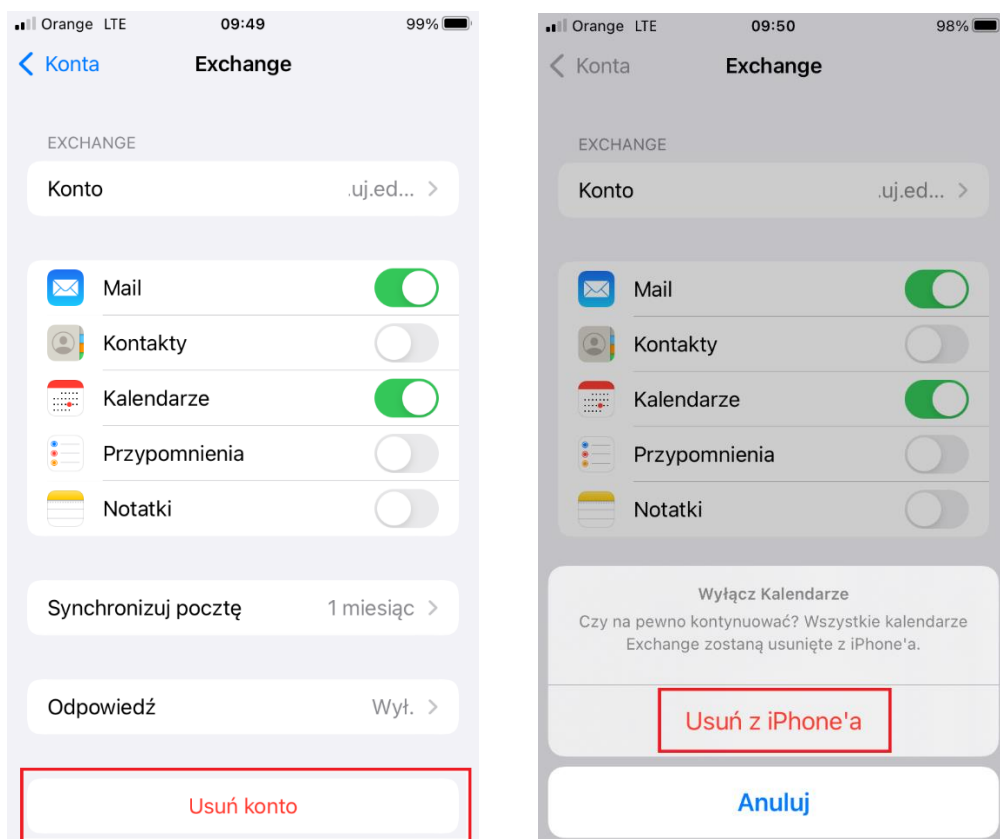 Orange LTE 09:49 99%
Konta Exchange
EXCHANGE
Konto .uj.ed...
Mail
Kontakty
Kalendarze
Przypomnienia
Notatki
Synchronizuj pocztę 1 miesiąc
Odpowiedź Wył.
Usuń konto
Orange LTE 09:50 98%
Konta Exchange
EXCHANGE
Konto .uj.ed...
Mail
Kontakty
Kalendarze
Przypomnienia
Notatki
Wyłącz Kalendarze
Czy na pewno kontynuować? Wszystkie kalendarze
Exchange zostaną usunięte z iPhone'a.
Usuń z iPhone'a
Anuluj